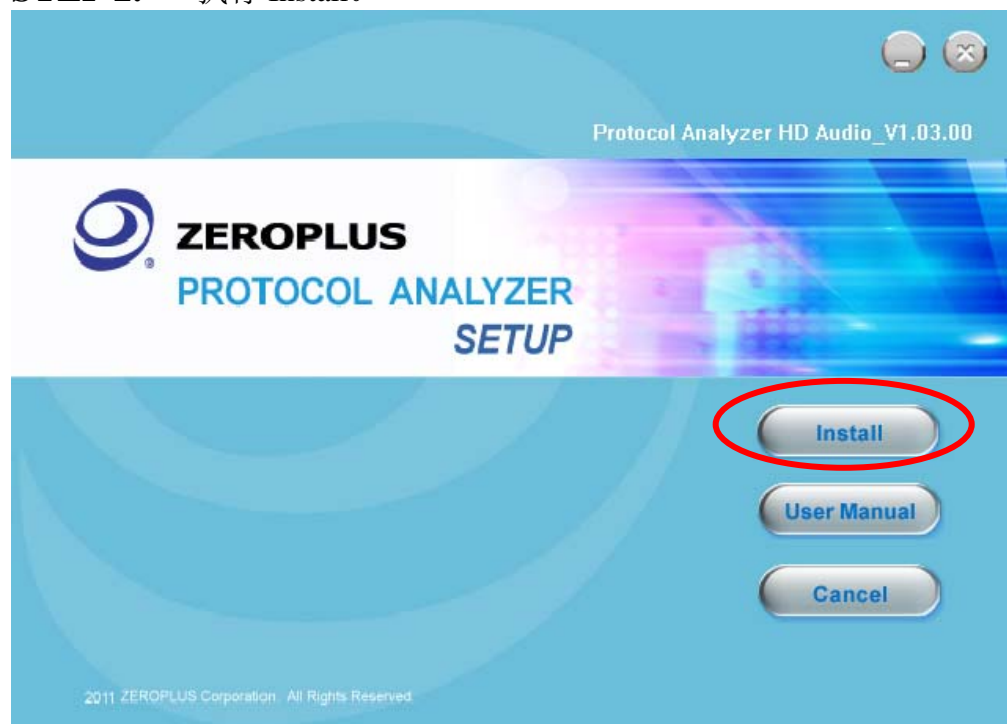 Protocol Analyzer HD Audio_V1.03.00
ZEROPLUS
PROTOCOL ANALYZER
SETUP
Install
User Manual
Cancel
2011 ZEROPLUS Corporation. All Rights Reserved.